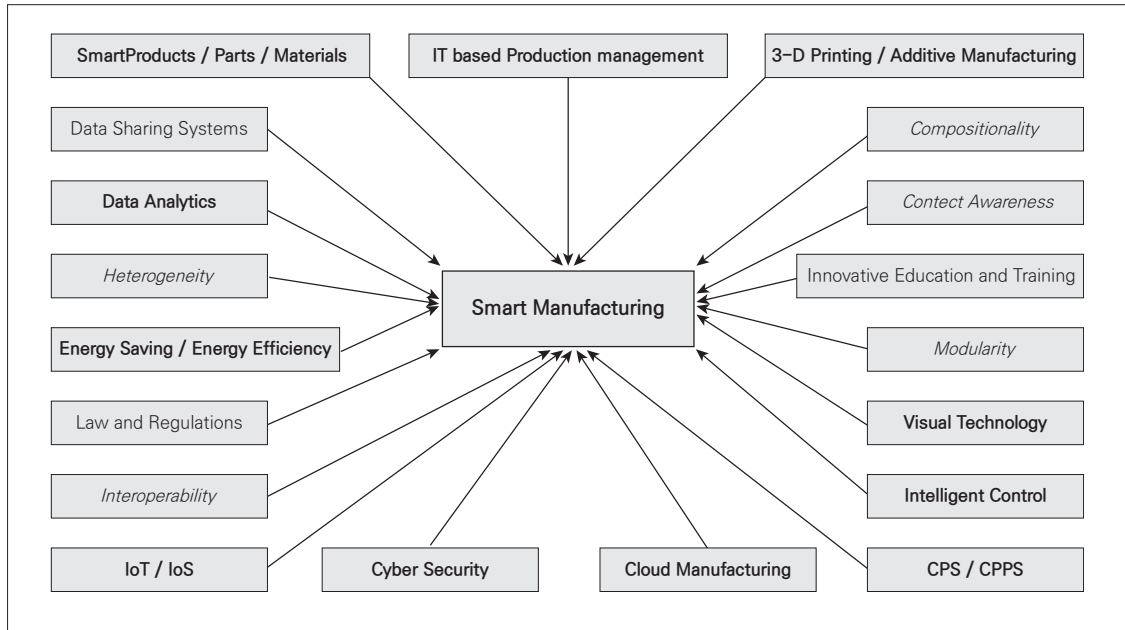 SmartProducts / Parts / Materials
IT based Production management
3-D Printing / Additive Manufacturing
Data Sharing Systems
Compositionality
Data Analytics
Contect Awareness
Heterogeneity
Innovative Education and Training
Smart Manufacturing
Energy Saving / Energy Efficiency
Modularity
Law and Regulations
Visual Technology
Interoperability
Intelligent Control
IoT / IoS
Cyber Security
Cloud Manufacturing
CPS / CPPS